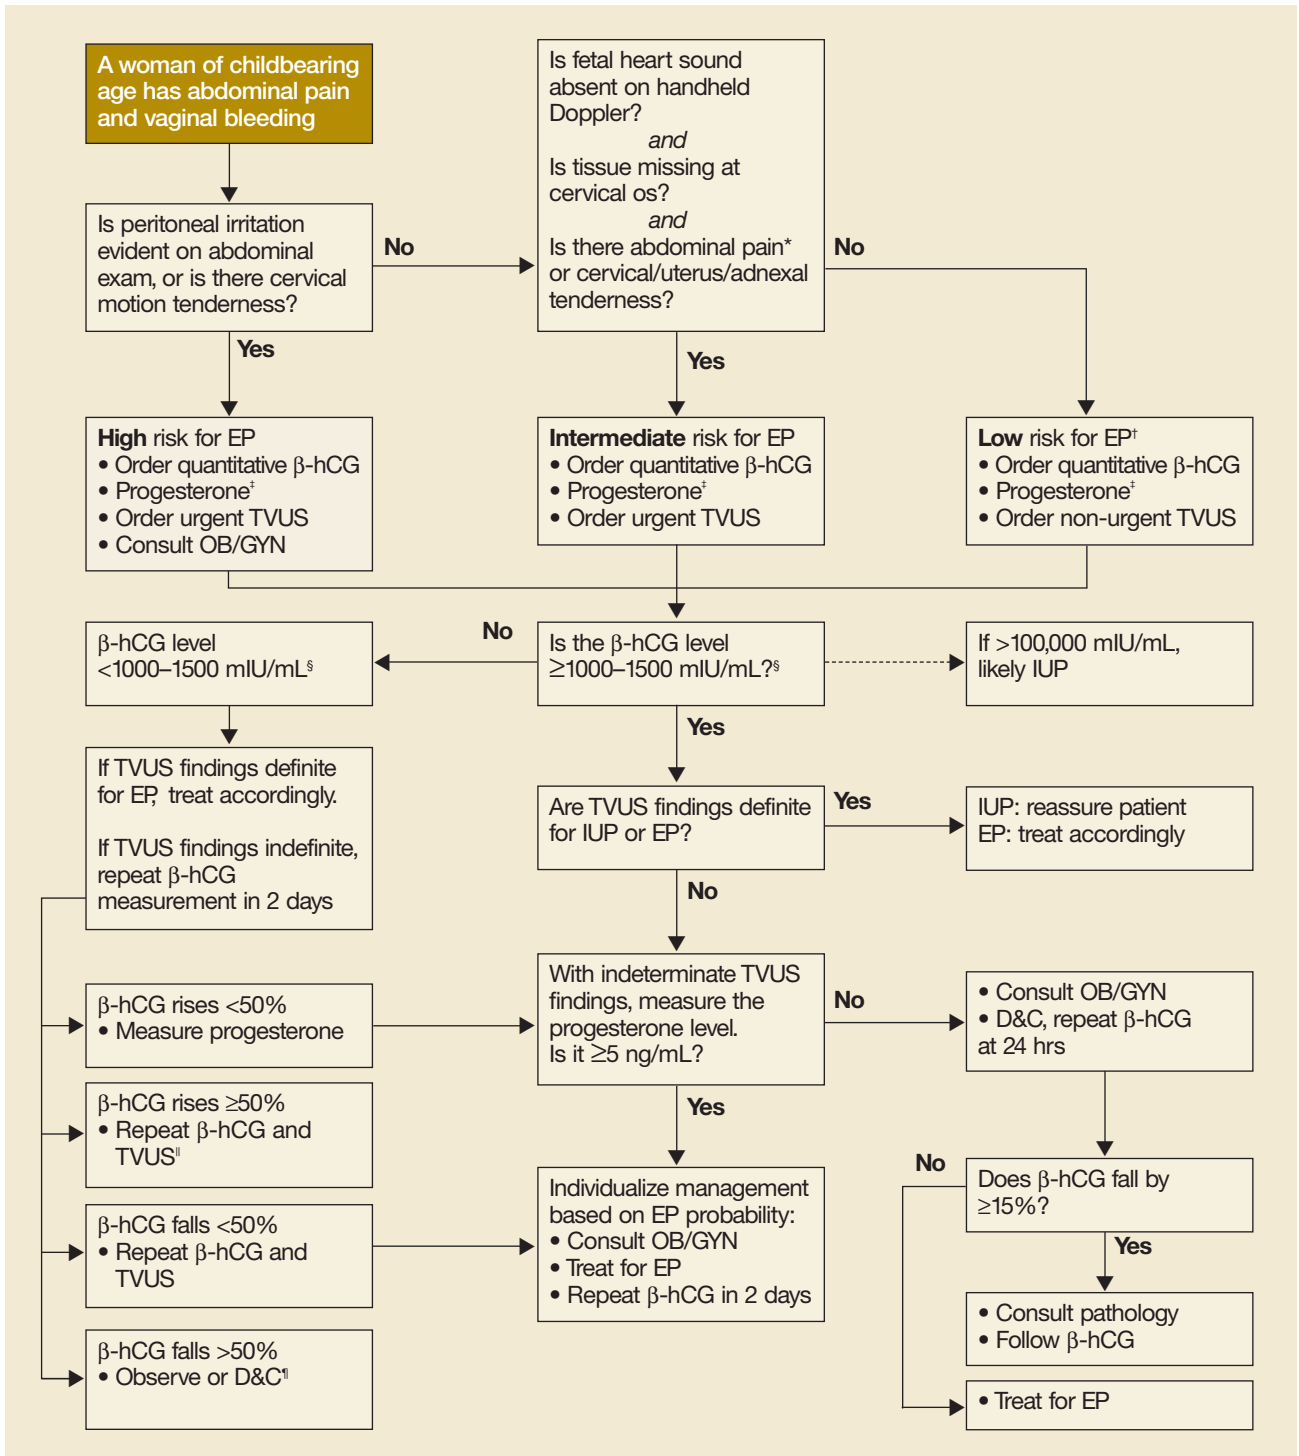 A woman of childbearing
age has abdominal pain
and vaginal bleeding
Is peritoneal irritation
evident on abdominal
exam, or is there cervical
motion tenderness?
No
Yes
Is fetal heart sound
absent on handheld
Doppler?
and
Is tissue missing at
cervical os?
and
Is there abdominal pain*
or cervical/uterus/adnexal
tenderness?
No
Yes
High risk for EP
• Order quantitative β-hCG
• Progesterone‡
• Order urgent TVUS
• Consult OB/GYN
Intermediate risk for EP
• Order quantitative β-hCG
• Progesterone‡
• Order urgent TVUS
Low risk for EP†
• Order quantitative β-hCG
• Progesterone‡
• Order non-urgent TVUS
β-hCG level
<1000–1500 mIU/mL§
No
Is the β-hCG level
≥1000–1500 mIU/mL?§
If >100,000 mIU/mL,
likely IUP
Yes
If TVUS findings definite
for EP, treat accordingly.
If TVUS findings indefinite,
repeat β-hCG
measurement in 2 days
Are TVUS findings definite
for IUP or EP?
Yes
IUP: reassure patient
EP: treat accordingly
No
β-hCG rises <50%
• Measure progesterone
With indeterminate TVUS
findings, measure the
progesterone level.
Is it ≥5 ng/mL?
No
• Consult OB/GYN
• D&C, repeat β-hCG
at 24 hrs
Yes
β-hCG rises ≥50%
• Repeat β-hCG and
TVUS||
β-hCG falls <50%
• Repeat β-hCG and
TVUS
Individualize management
based on EP probability:
• Consult OB/GYN
• Treat for EP
• Repeat β-hCG in 2 days
No
Does β-hCG fall by
≥15%?
Yes
• Consult pathology
• Follow β-hCG
β-hCG falls >50%
• Observe or D&C¶
• Treat for EP